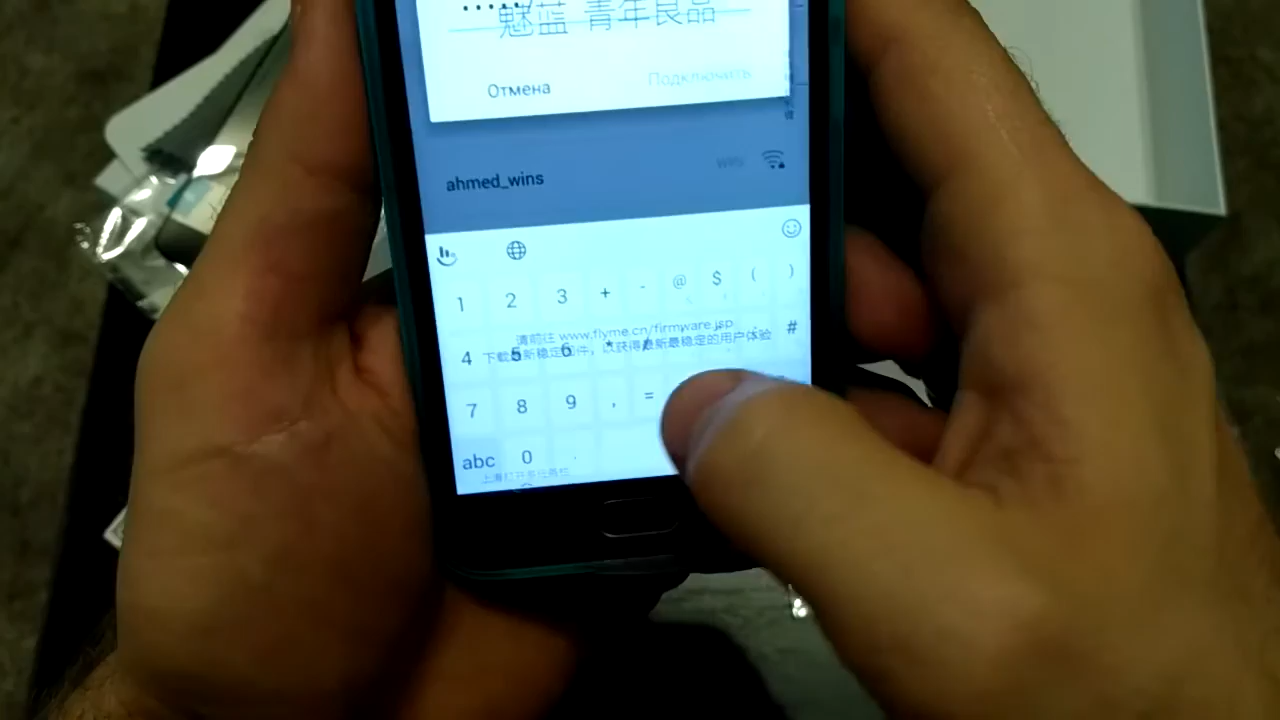 ••••••
魅蓝 青年良品
Отмена Подключить
ahmed_wins
1 2 3 + - @ $ ( )
请前往 www.flyme.cn/firmware.jsp
4 5 6 * / #
下载最新稳定固件，以获得最新最稳定的用户体验
7 8 9 , =
abc 0 .